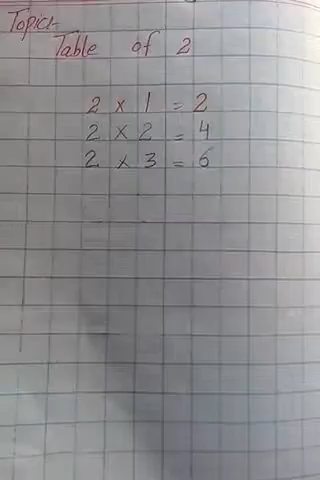 Topic:-
Table of 2
2 × 1 = 2
2 × 2 = 4
2 × 3 = 6